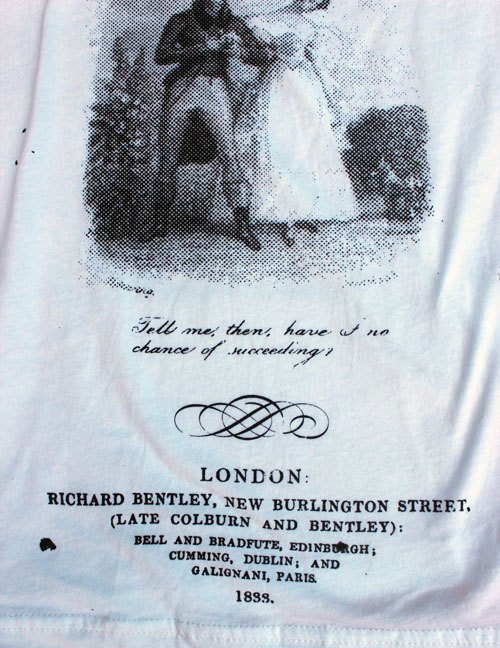 Tell me, then, have I no
chance of succeeding?
LONDON:
RICHARD BENTLEY, NEW BURLINGTON STREET,
(LATE COLBURN AND BENTLEY):
BELL AND BRADFUTE, EDINBURGH;
CUMMING, DUBLIN; AND
GALIGNANI, PARIS.
1833.